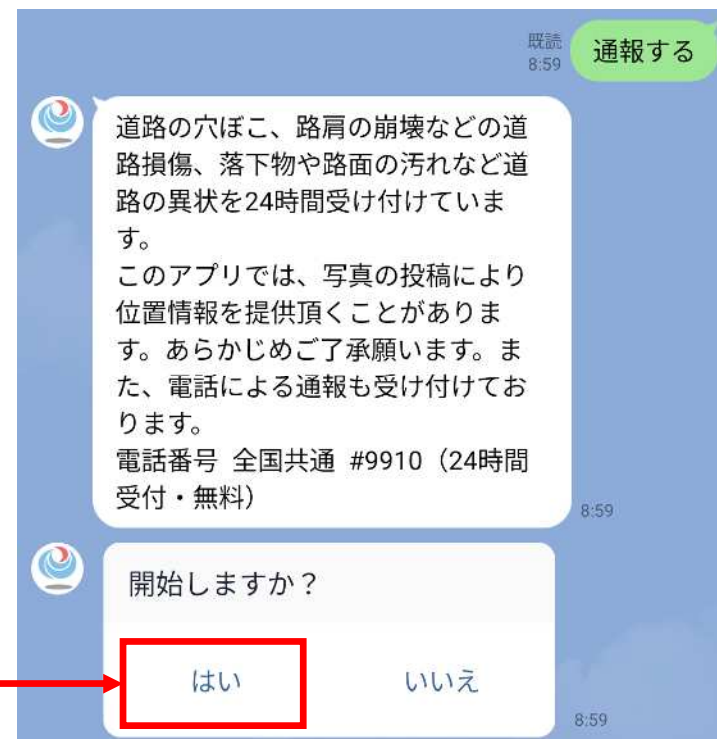 既読
8:59
通報する
道路の穴ぼこ、路肩の崩壊などの道
路損傷、落下物や路面の汚れなど道
路の異状を24時間受け付けていま
す。
このアプリでは、写真の投稿により
位置情報を提供頂くことがありま
す。あらかじめご了承願います。ま
た、電話による通報も受け付けてお
ります。
電話番号 全国共通 #9910（24時間
受付・無料）
8:59
開始しますか？
はい いいえ
8:59